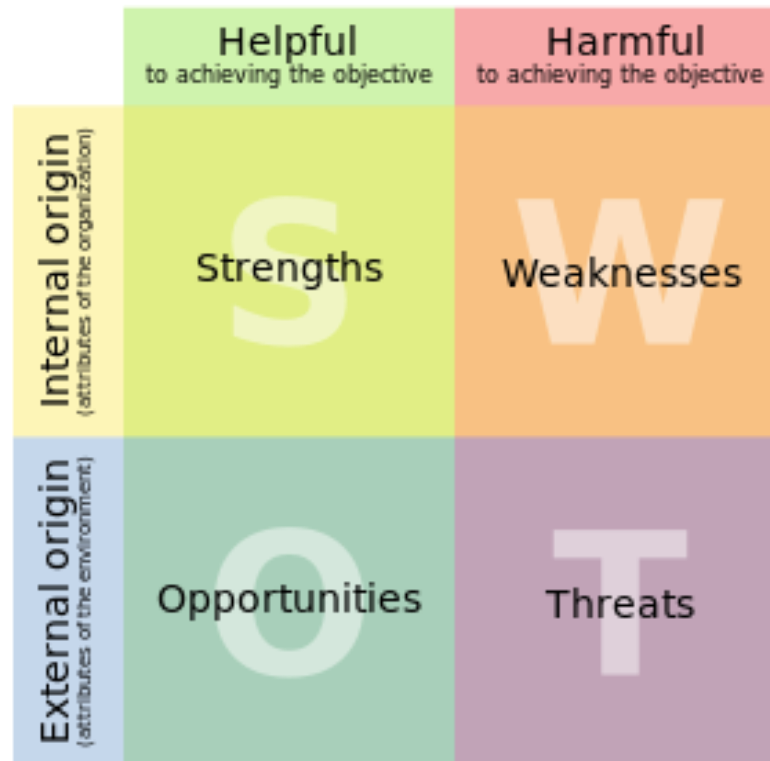 Helpful
to achieving the objective
Harmful
to achieving the objective
Internal origin
(attributes of the organization)
S
Strengths
W
Weaknesses
External origin
(attributes of the environment)
O
Opportunities
T
Threats